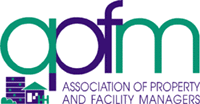 apfm
ASSOCIATION OF PROPERTY
AND FACILITY MANAGERS